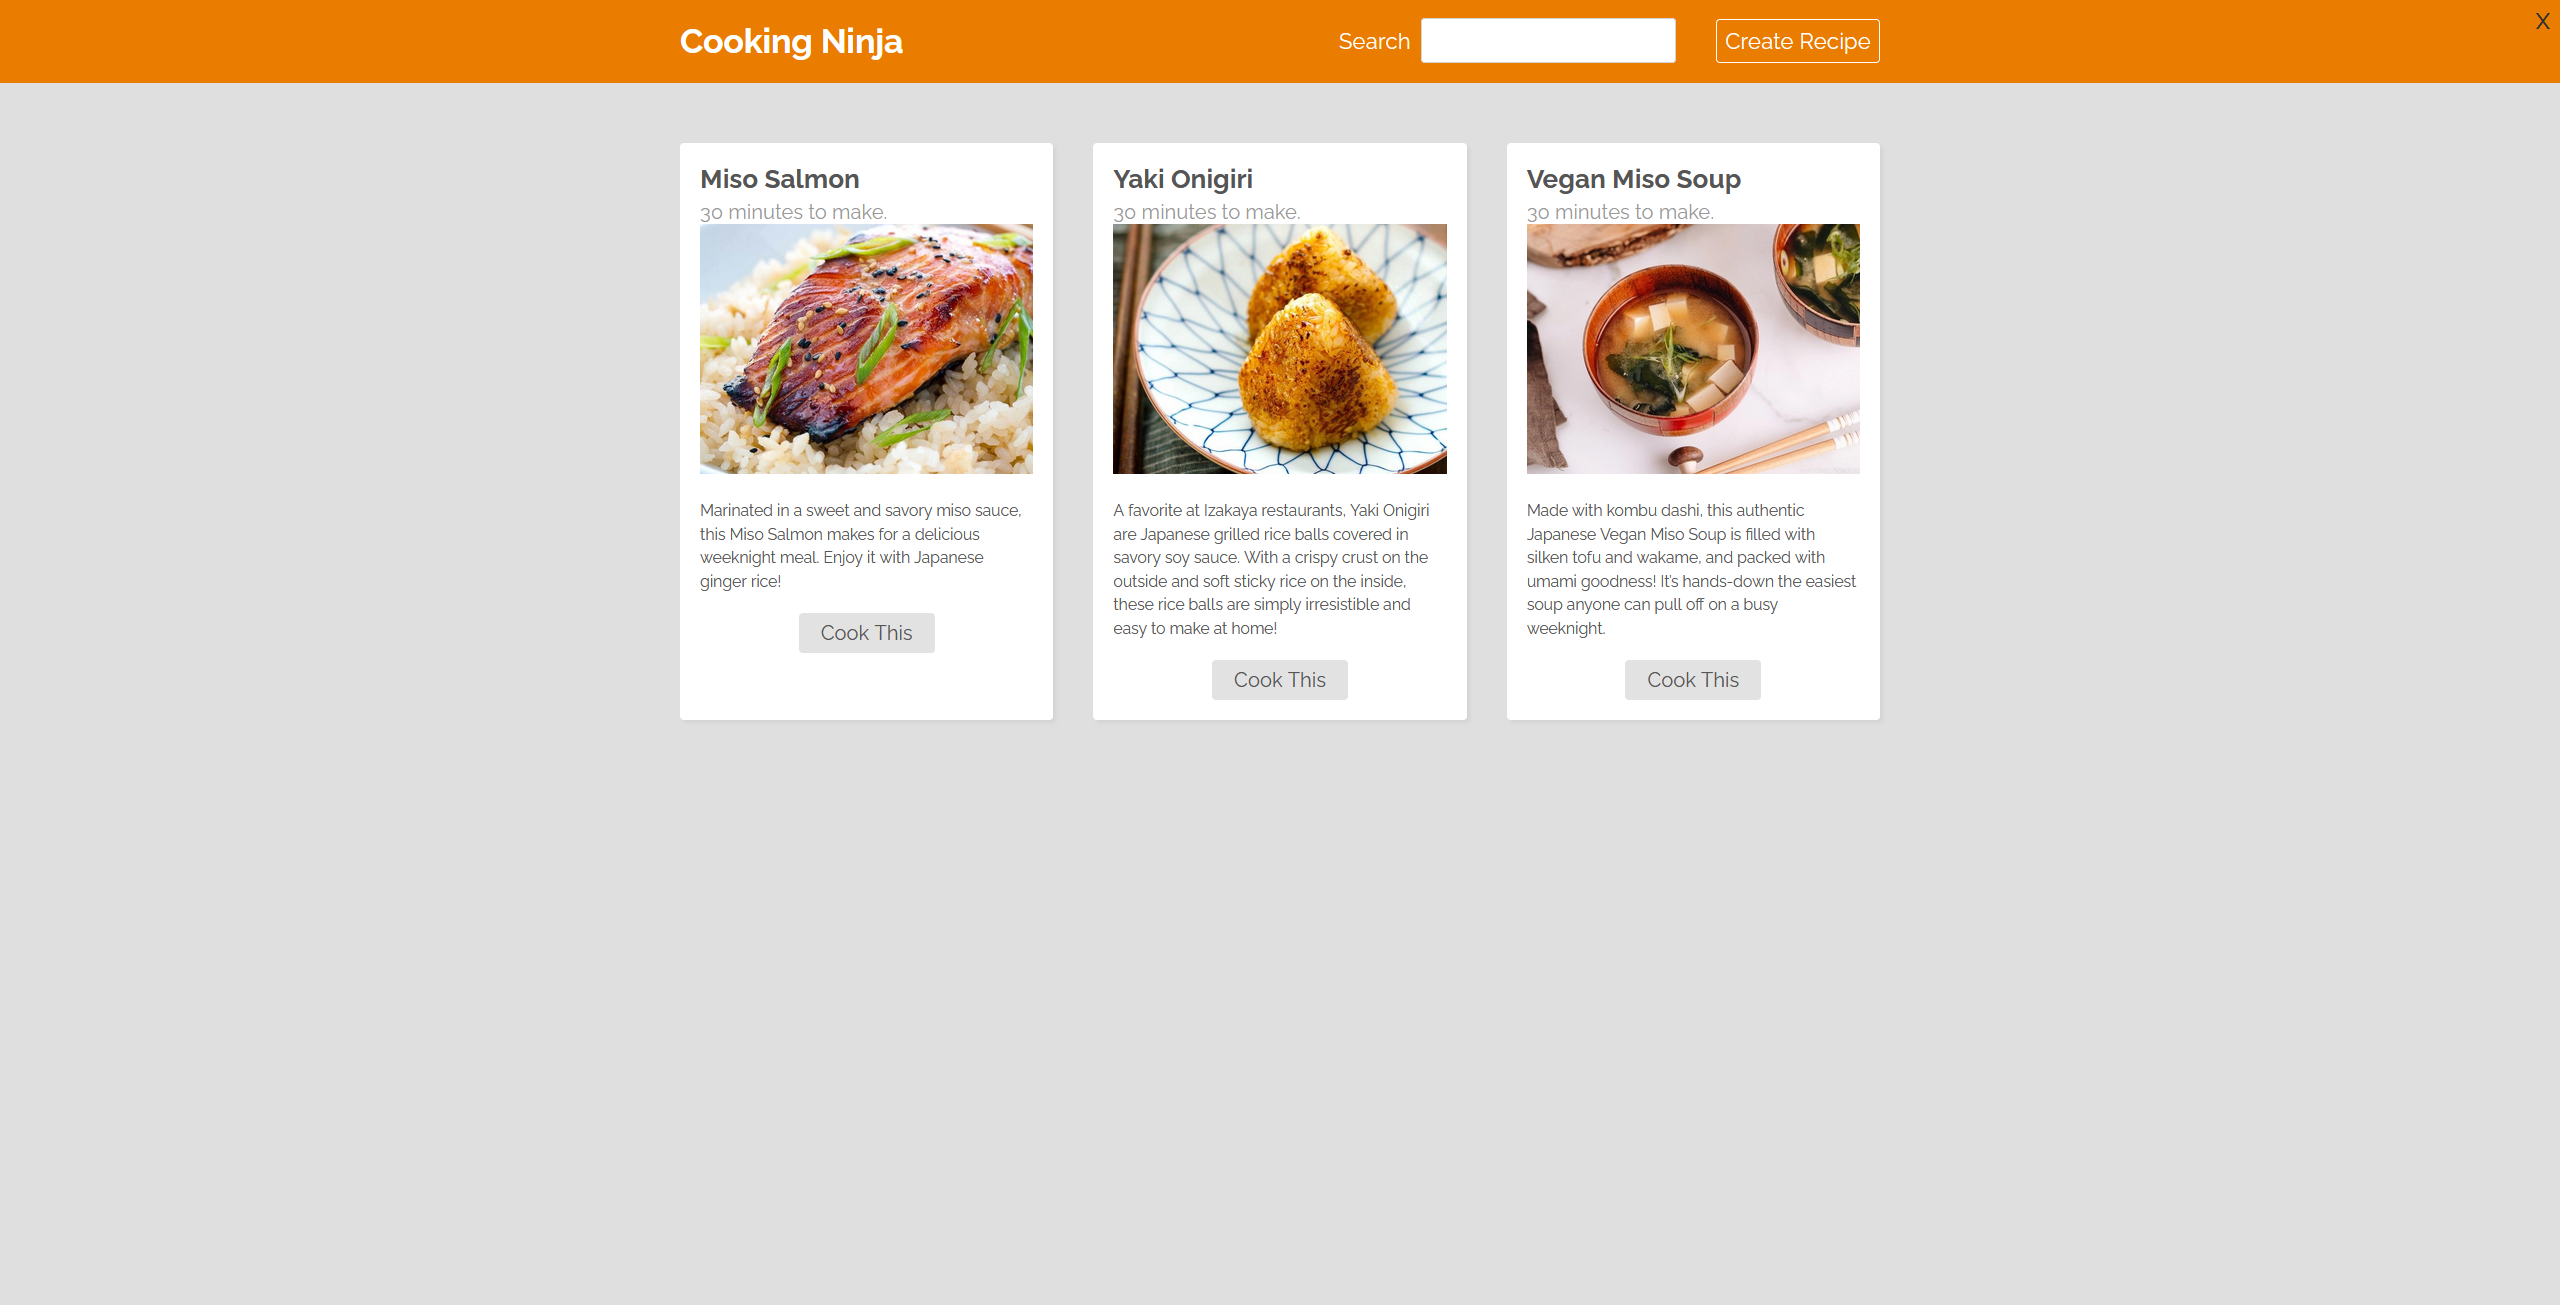 Cooking Ninja
Search
Create Recipe
X
Miso Salmon
30 minutes to make.
Marinated in a sweet and savory miso sauce,
this Miso Salmon makes for a delicious
weeknight meal. Enjoy it with Japanese
ginger rice!
Cook This
Yaki Onigiri
30 minutes to make.
A favorite at Izakaya restaurants, Yaki Onigiri
are Japanese grilled rice balls covered in
savory soy sauce. With a crispy crust on the
outside and soft sticky rice on the inside,
these rice balls are simply irresistible and
easy to make at home!
Cook This
Vegan Miso Soup
30 minutes to make.
Made with kombu dashi, this authentic
Japanese Vegan Miso Soup is filled with
silken tofu and wakame, and packed with
umami goodness! It's hands-down the easiest
soup anyone can pull off on a busy
weeknight.
Cook This